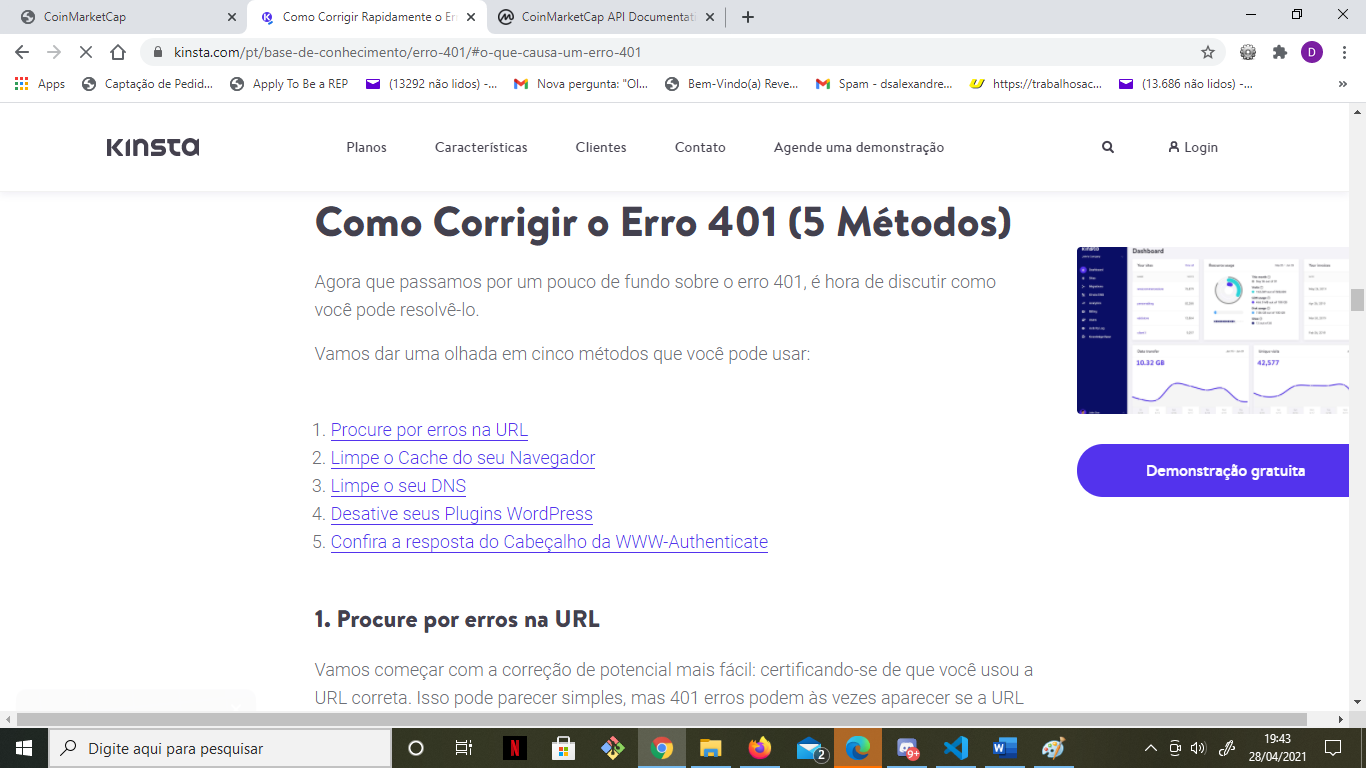 CoinMarketCap
Como Corrigir Rapidamente o Er
CoinMarketCap API Documentati
kinsta.com/pt/base-de-conhecimento/erro-401/#o-que-causa-um-erro-401
D
Apps
Captação de Pedid...
Apply To Be a REP
(13292 não lidos) -...
Nova pergunta: "Ol...
Bem-Vindo(a) Reve...
Spam - dsalexandre...
https://trabalhosac...
(13.686 não lidos) -...
»
KINSTA
Planos
Características
Clientes
Contato
Agende uma demonstração
Login
Como Corrigir o Erro 401 (5 Métodos)
Agora que passamos por um pouco de fundo sobre o erro 401, é hora de discutir como
você pode resolvê-lo.
Vamos dar uma olhada em cinco métodos que você pode usar:
1. Procure por erros na URL
2. Limpe o Cache do seu Navegador
3. Limpe o seu DNS
4. Desative seus Plugins WordPress
5. Confira a resposta do Cabeçalho da WWW-Authenticate
Dashboard
Data transfer
10.32 GB
42,577
Demonstração gratuita
1. Procure por erros na URL
Vamos começar com a correção de potencial mais fácil: certificando-se de que você usou a
URL correta. Isso pode parecer simples, mas 401 erros podem às vezes aparecer se a URL
Digite aqui para pesquisar
N
2
9+
W
19:43
28/04/2021